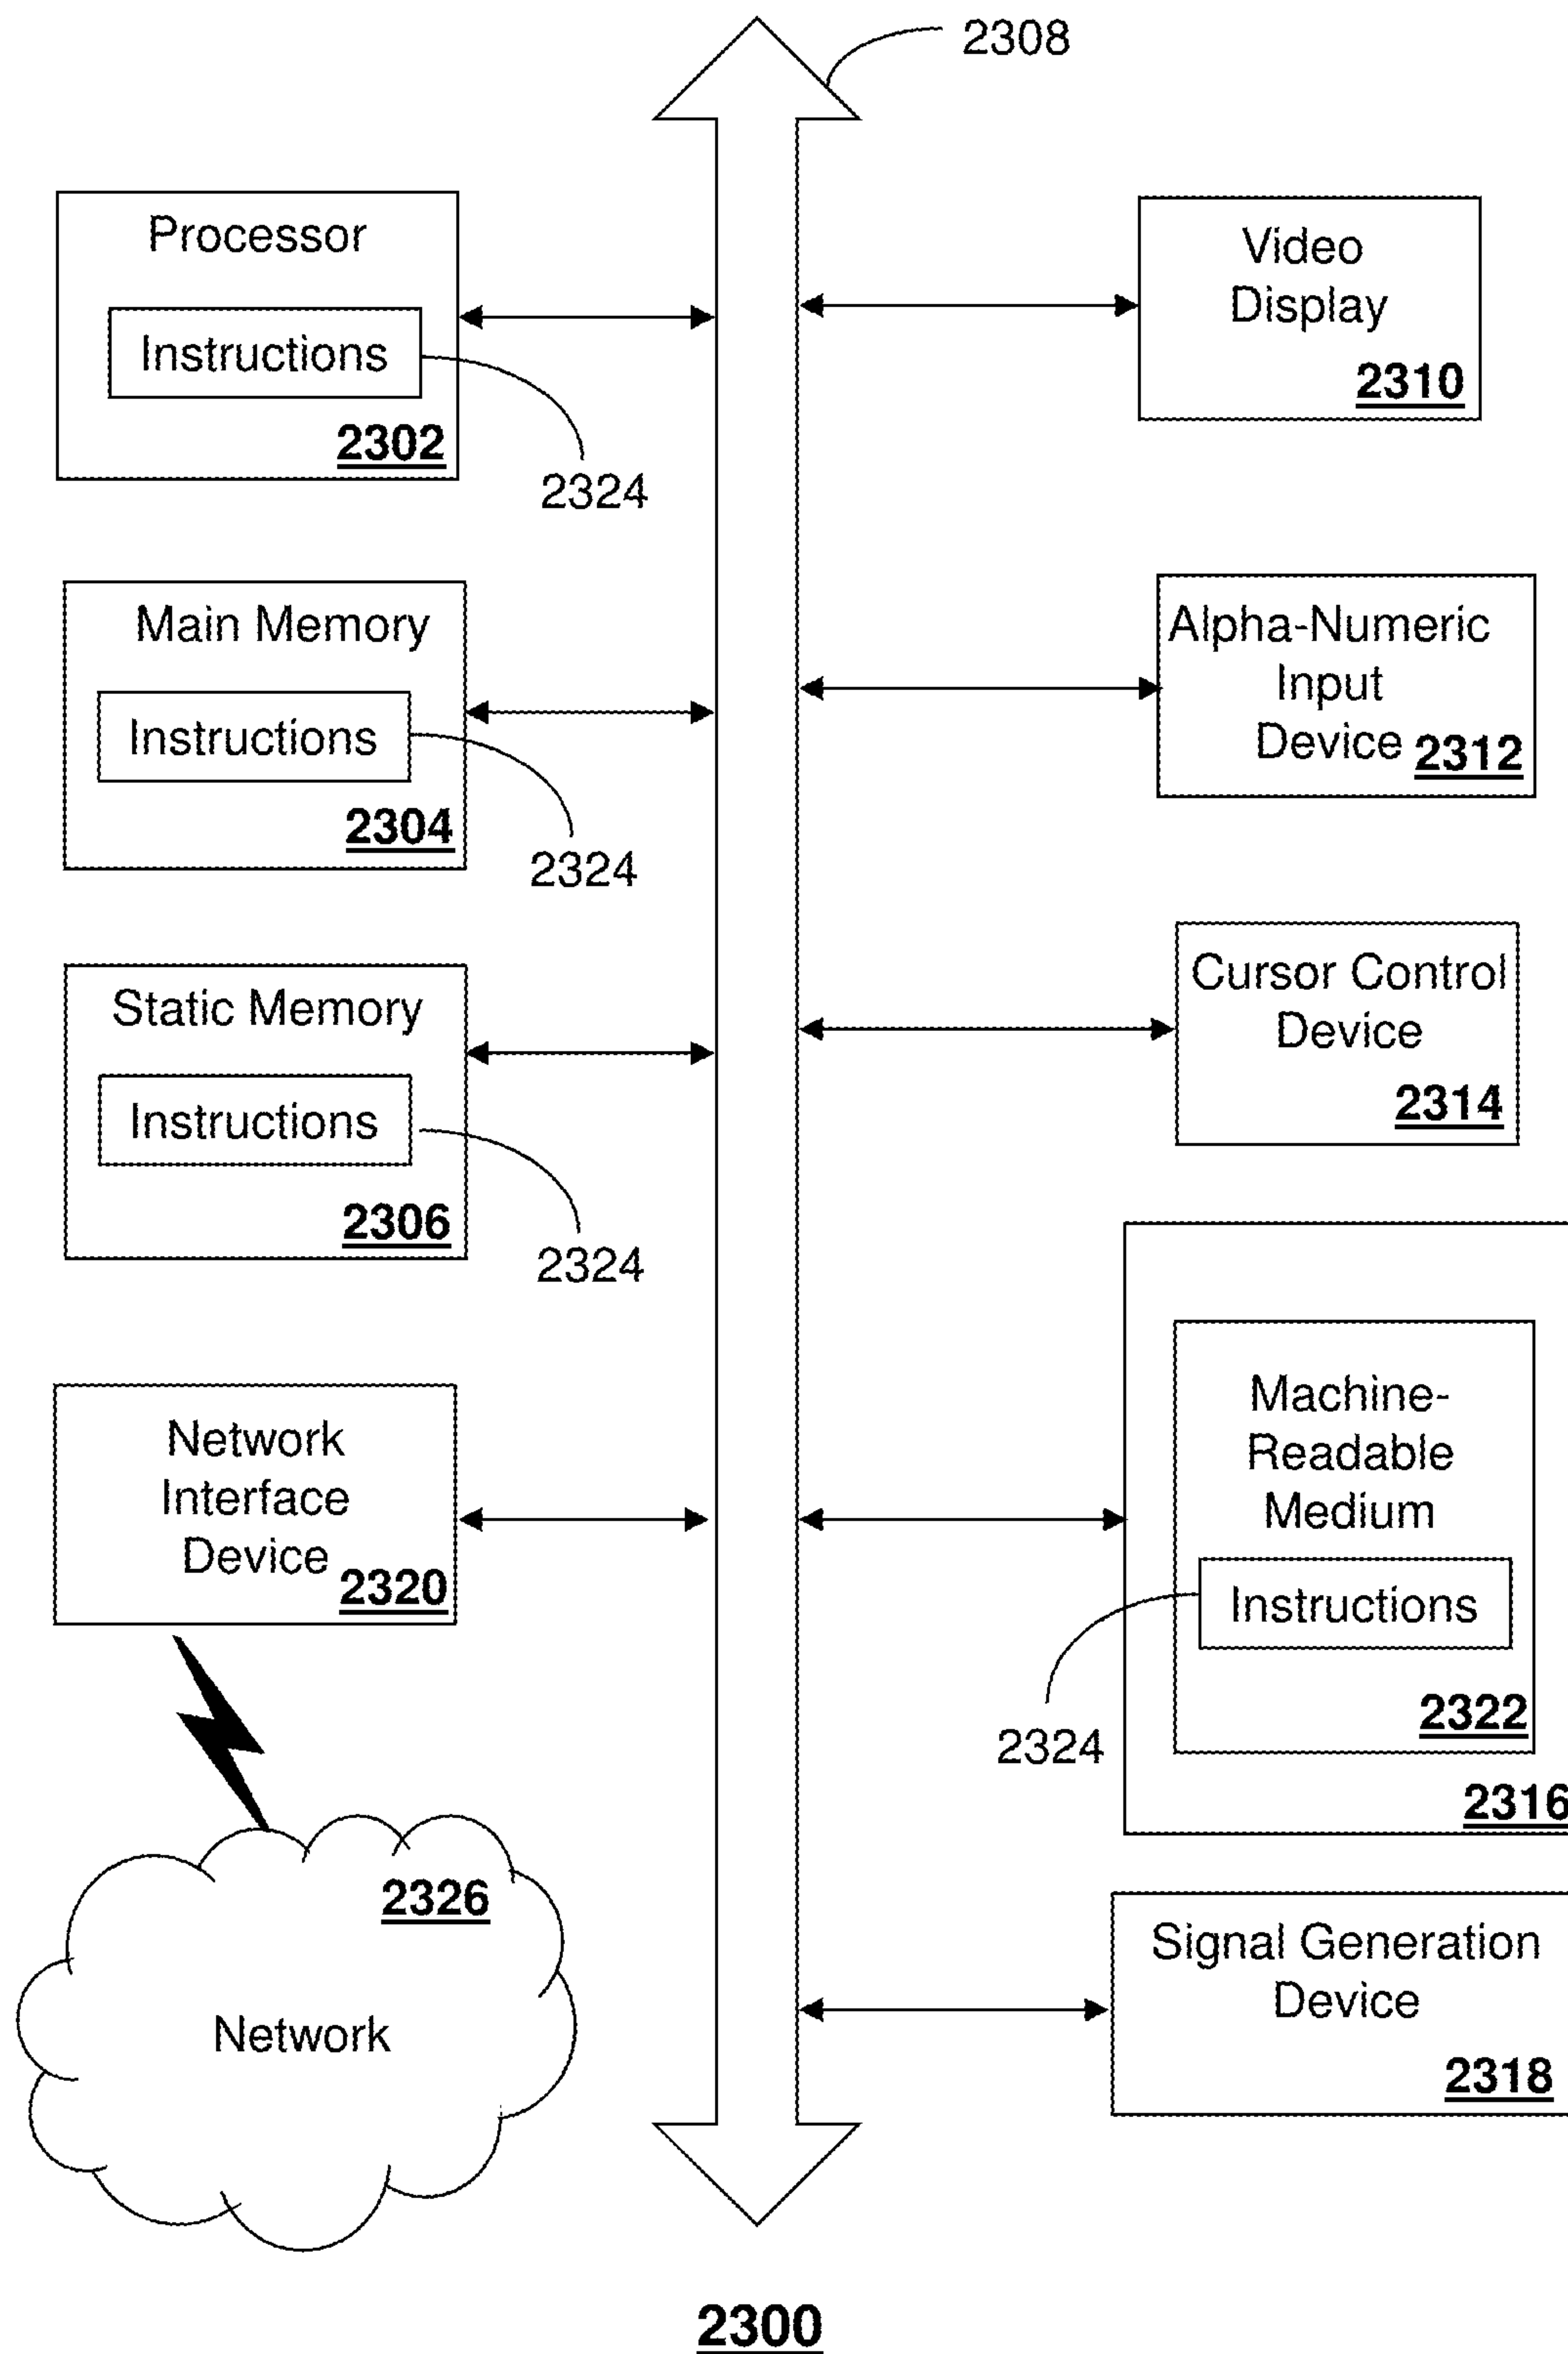 2308
Processor
Instructions
2302
2324
Main Memory
Instructions
2304
2324
Static Memory
Instructions
2306
2324
Network
Interface
Device
2320
2326
Network
Video
Display
2310
Alpha-Numeric
Input
Device 2312
Cursor Control
Device
2314
Machine-
Readable
Medium
Instructions
2324
2322
2316
Signal Generation
Device
2318
2300